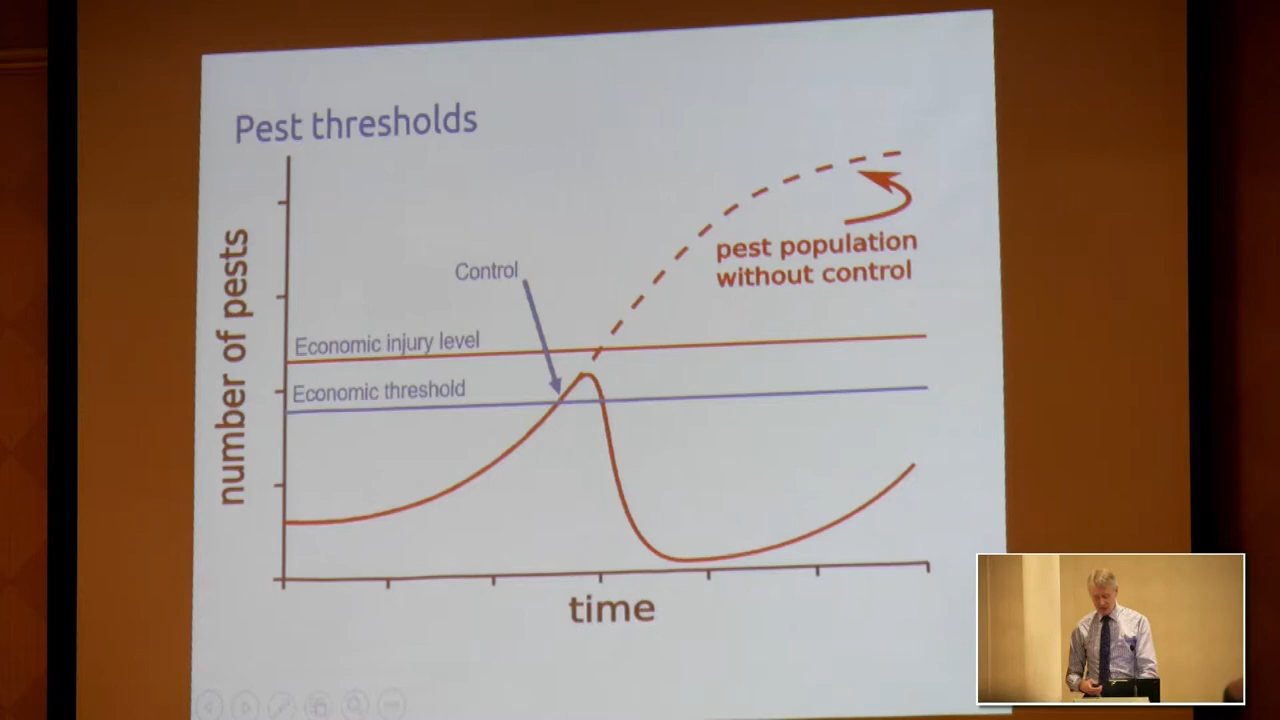 Pest thresholds
number of pests
Control
pest population
without control
Economic injury level
Economic threshold
time